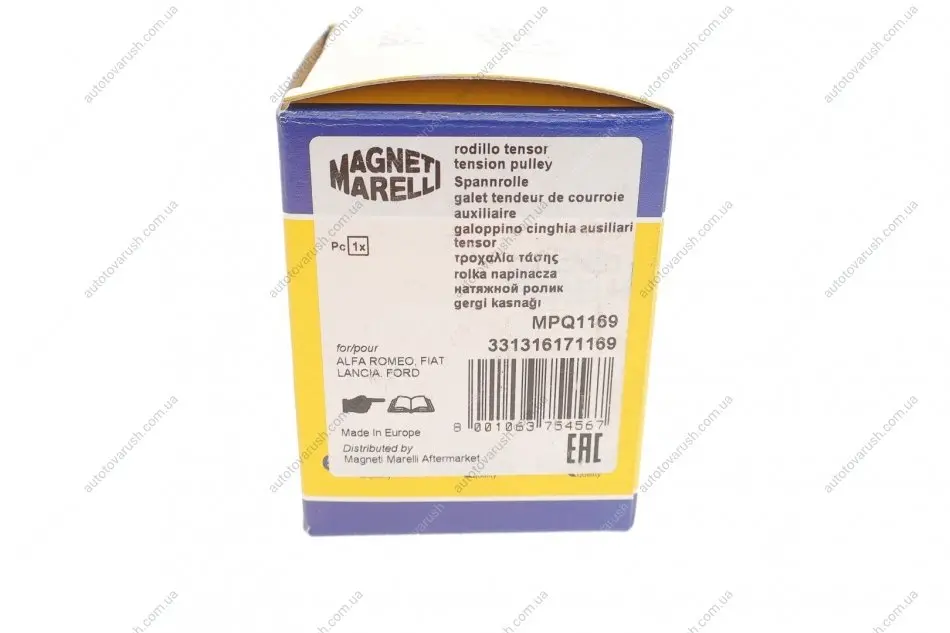 MAGNETI
MARELLI
Pc 1x
rodillo tensor
tension pulley
Spannrolle
galet tendeur de courroie
auxiliaire
galoppino cinghia ausiliari
tensor
τροχαλία τάσης
rolka napinacza
натяжной ролик
gergi kasnağı
MPQ1169
331316171169
for/pour
ALFA ROMEO, FIAT
LANCIA. FORD
8 001063 754567
Made In Europe
Distributed by
Magneti Marelli Aftermarket
EAC
quality
quality
autotovarush.com.ua